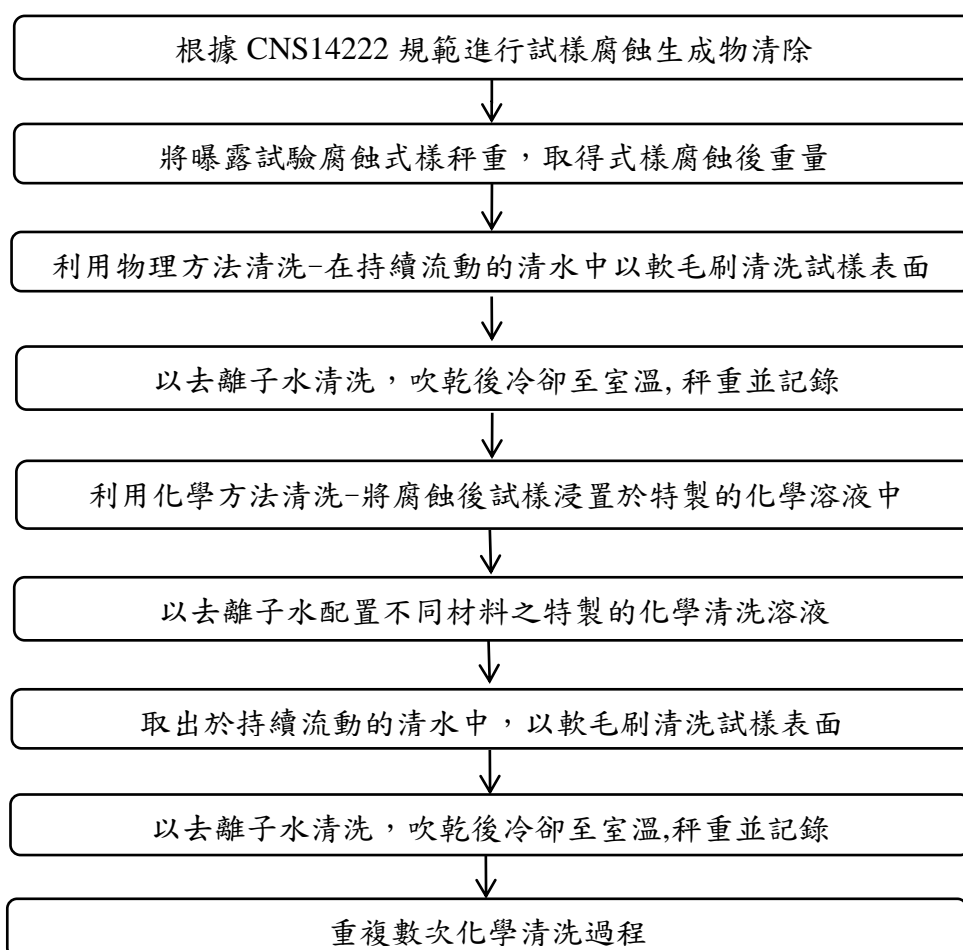 根據 CNS14222 規範進行試樣腐蝕生成物清除
將曝露試驗腐蝕式樣秤重，取得式樣腐蝕後重量
利用物理方法清洗-在持續流動的清水中以軟毛刷清洗試樣表面
以去離子水清洗，吹乾後冷卻至室溫, 秤重並記錄
利用化學方法清洗-將腐蝕後試樣浸置於特製的化學溶液中
以去離子水配置不同材料之特製的化學清洗溶液
取出於持續流動的清水中，以軟毛刷清洗試樣表面
以去離子水清洗，吹乾後冷卻至室溫,秤重並記錄
重複數次化學清洗過程